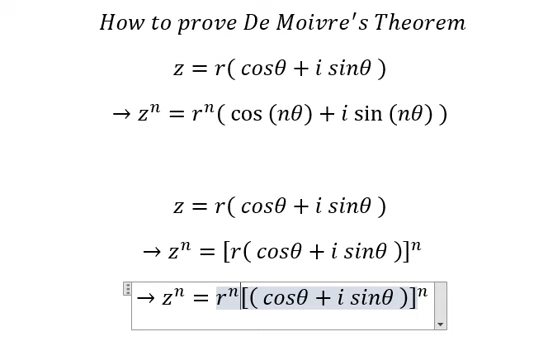 How to prove De Moivre's Theorem
z = r( cosθ + i sinθ )
→ zⁿ = rⁿ( cos (nθ) + i sin (nθ) )
z = r( cosθ + i sinθ )
→ zⁿ = [r( cosθ + i sinθ )]ⁿ
→ zⁿ = rⁿ[( cosθ + i sinθ )]ⁿ